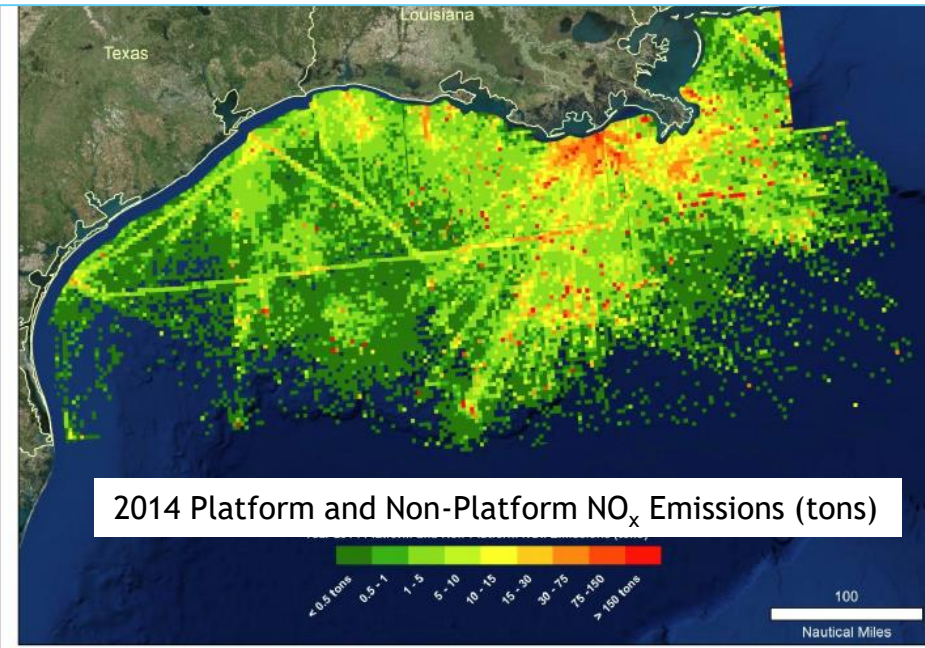 Louisiana
Texas
2014 Platform and Non-Platform NOx Emissions (tons)
< 0.5 tons
0.5 - 1
1 - 5
5 - 10
10 - 15
15 - 30
30 - 75
75 -150
> 150 tons
100
Nautical Miles